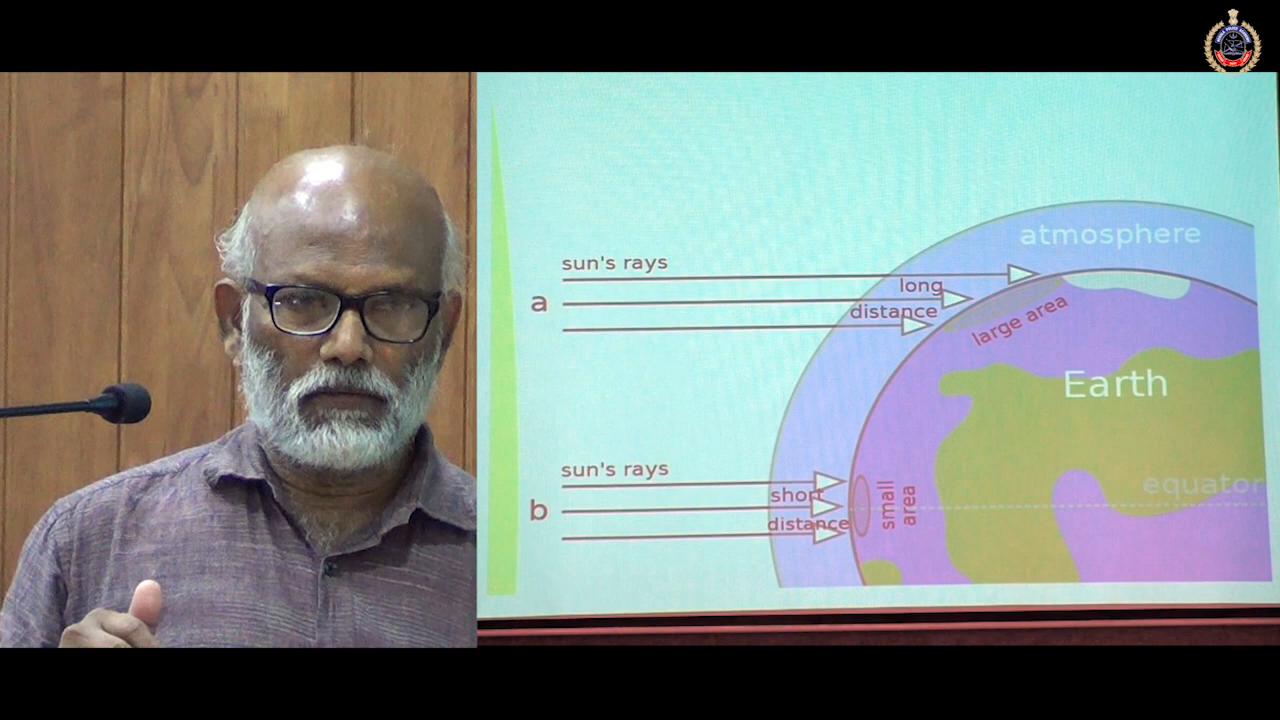 atmosphere
sun's rays
a
long
distance
large area
Earth
sun's rays
b
short
distance
small
area
equator